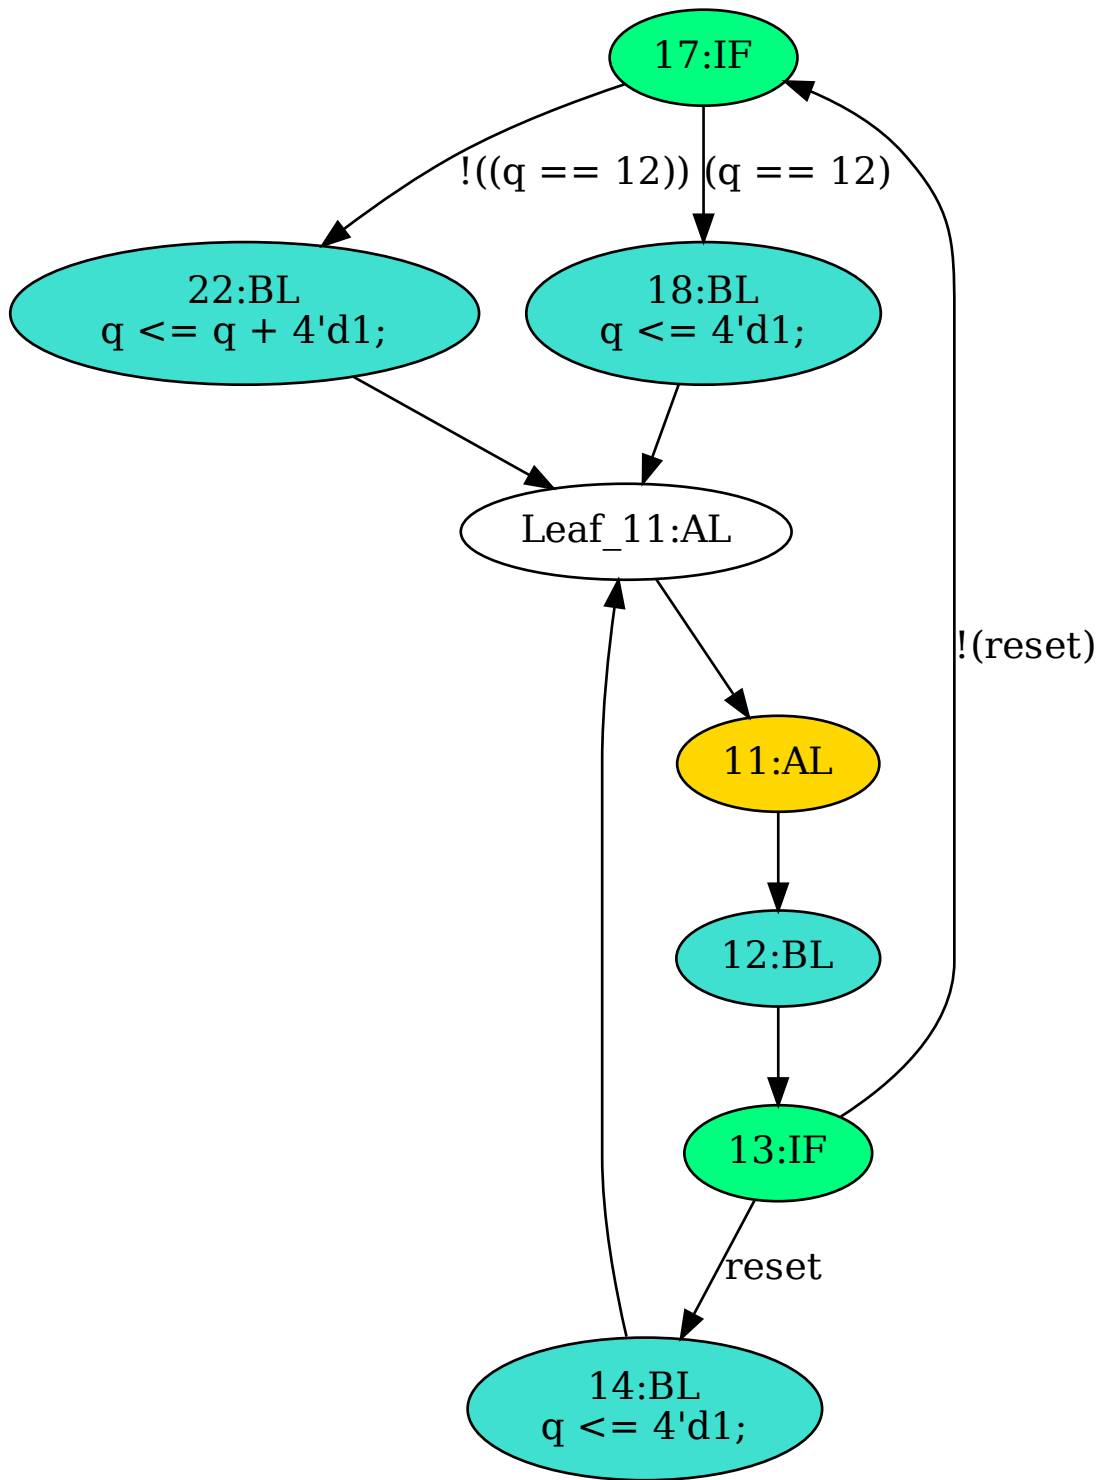 17:IF
!((q == 12))
(q == 12)
22:BL
q <= q + 4'd1;
18:BL
q <= 4'd1;
Leaf_11:AL
!(reset)
11:AL
12:BL
13:IF
reset
14:BL
q <= 4'd1;